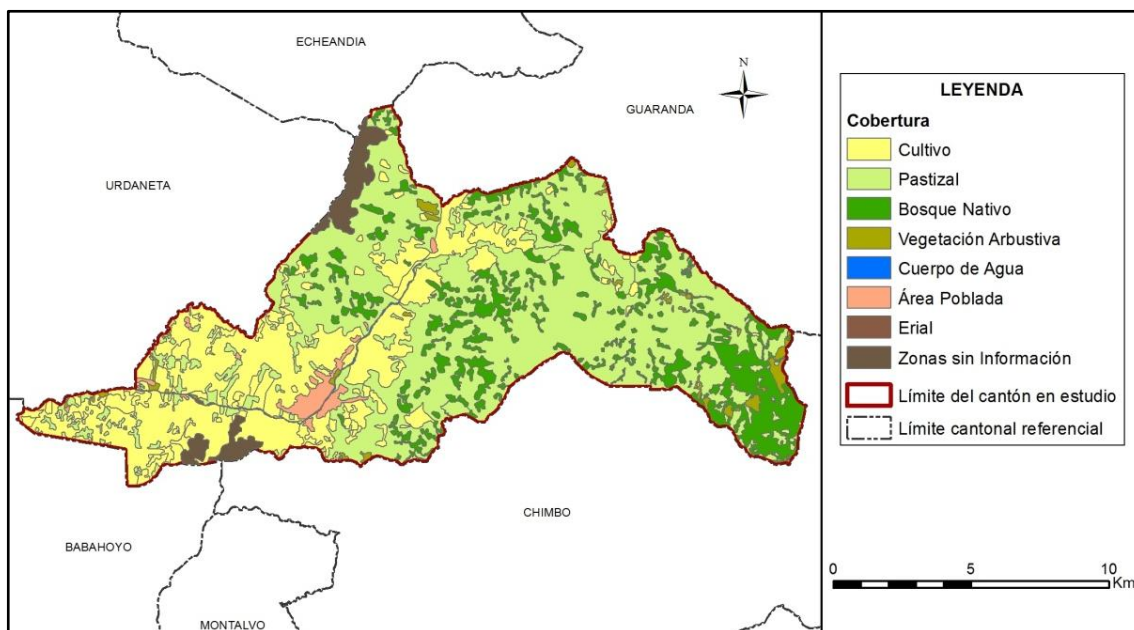 ECHEANDIA
N
GUARANDA
URDANETA
CHIMBO
BABAHOYO
MONTALVO
LEYENDA
Cobertura
Cultivo
Pastizal
Bosque Nativo
Vegetación Arbustiva
Cuerpo de Agua
Área Poblada
Erial
Zonas sin Información
Límite del cantón en estudio
Límite cantonal referencial
0 5 10
Km